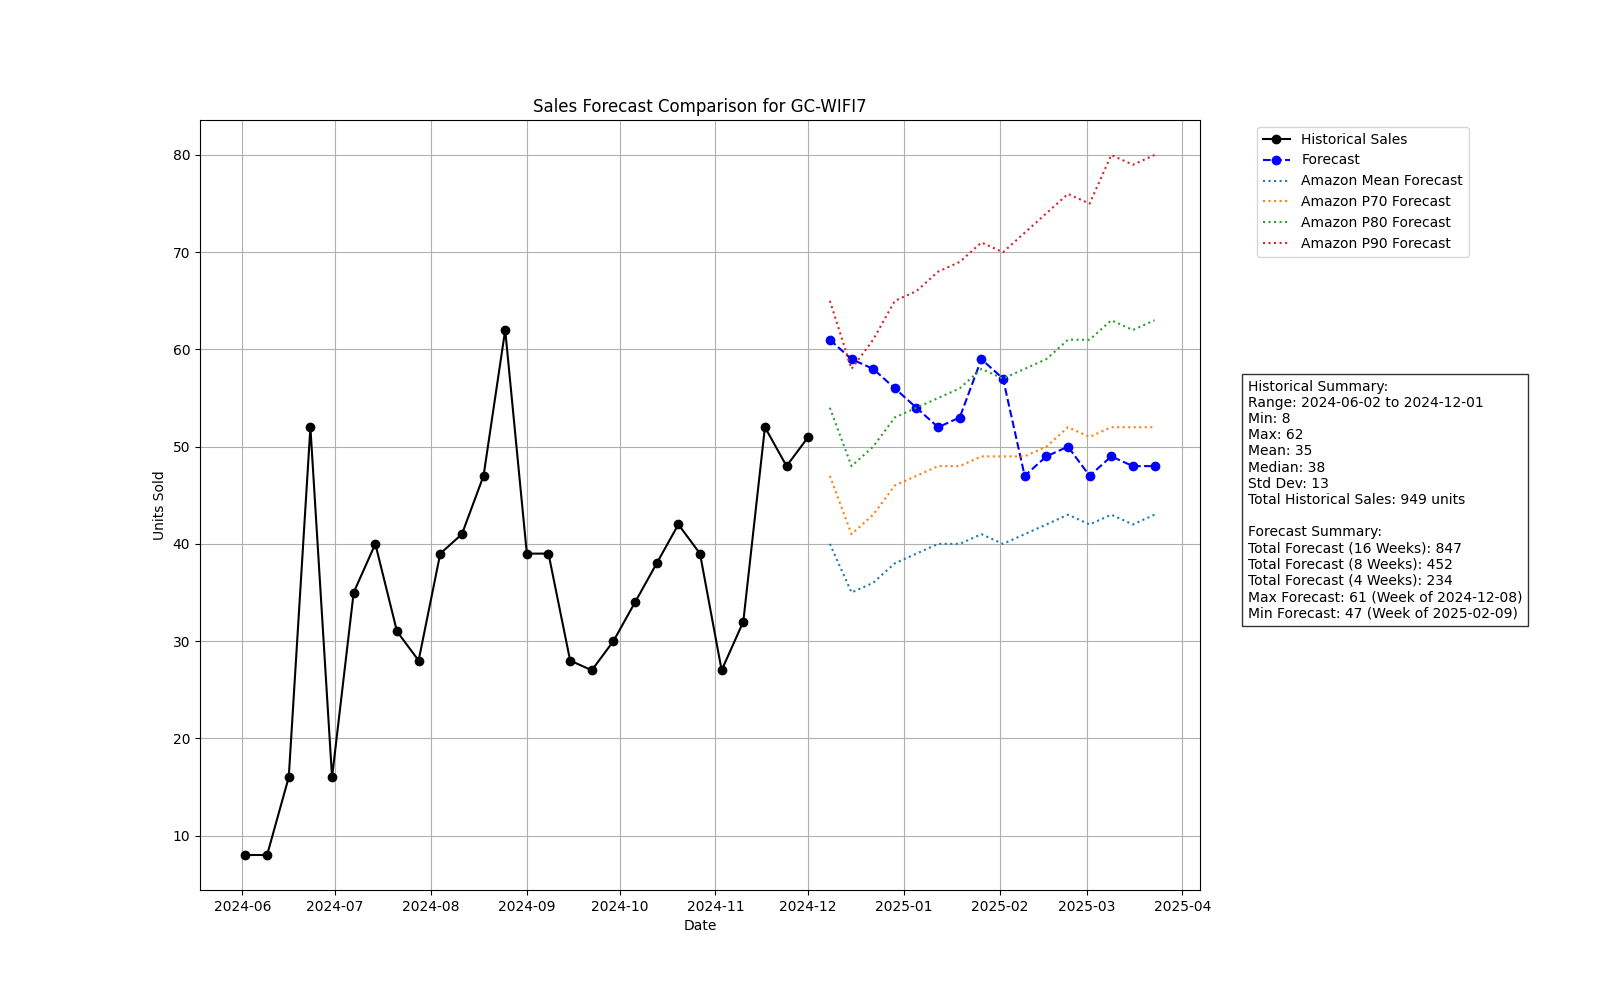 Sales Forecast Comparison for GC-WIFI7
Historical Sales
Forecast
Amazon Mean Forecast
Amazon P70 Forecast
Amazon P80 Forecast
Amazon P90 Forecast
80
70
60
50
40
30
20
10
Units Sold
2024-06 2024-07 2024-08 2024-09 2024-10 2024-11 2024-12 2025-01 2025-02 2025-03 2025-04
Date
Historical Summary:
Range: 2024-06-02 to 2024-12-01
Min: 8
Max: 62
Mean: 35
Median: 38
Std Dev: 13
Total Historical Sales: 949 units
Forecast Summary:
Total Forecast (16 Weeks): 847
Total Forecast (8 Weeks): 452
Total Forecast (4 Weeks): 234
Max Forecast: 61 (Week of 2024-12-08)
Min Forecast: 47 (Week of 2025-02-09)